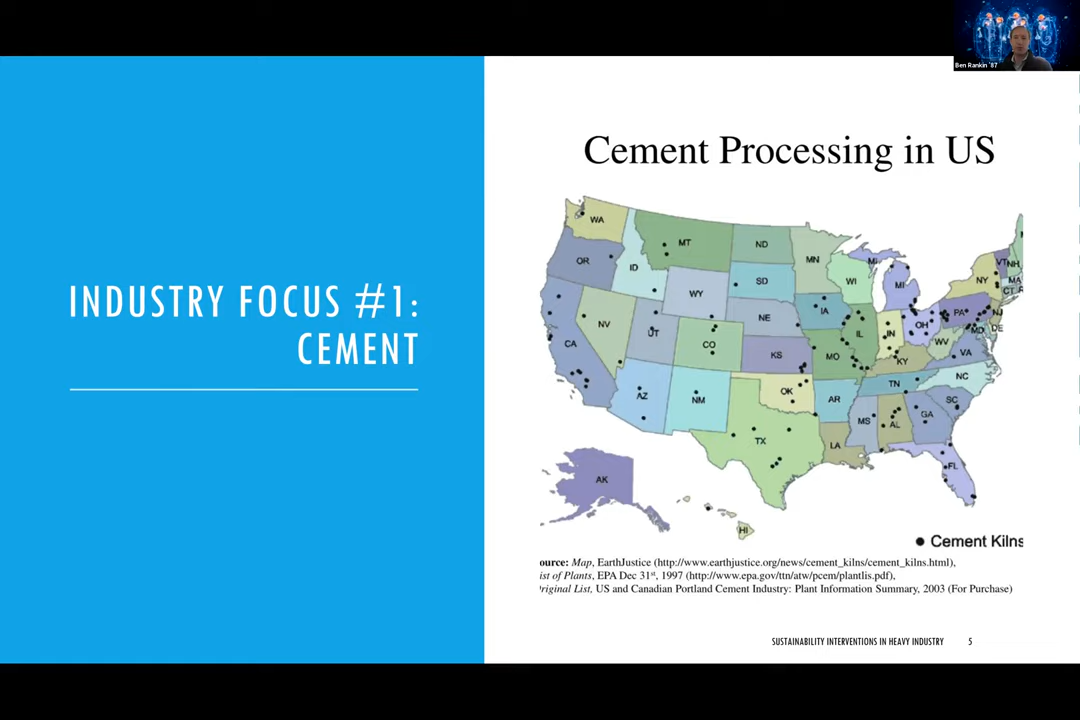 Ben Rankin '87
INDUSTRY FOCUS #1:
CEMENT
Cement Processing in US
WA
MT
ND
MN
OR
ID
WY
SD
WI
MI
MI
NY
VT
NH
MA
CT
R
NV
UT
CO
NE
IA
IL
IN
OH
PA
NJ
DE
MD
CA
KS
MO
KY
WV
VA
AZ
NM
OK
AR
TN
NC
SC
TX
LA
MS
AL
GA
FL
AK
HI
Cement Kilns
ource: Map, EarthJustice (http://www.earthjustice.org/news/cement_kilns/cement_kilns.html),
ist of Plants, EPA Dec 31st, 1997 (http://www.epa.gov/ttn/atw/pcem/plantlis.pdf),
riginal List, US and Canadian Portland Cement Industry: Plant Information Summary, 2003 (For Purchase)
SUSTAINABILITY INTERVENTIONS IN HEAVY INDUSTRY 5